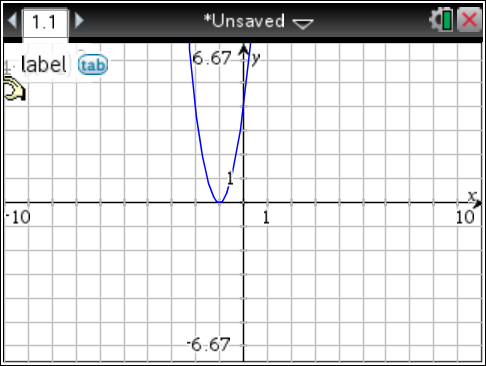 1.1
*Unsaved
label tab
6.67 y
1
x
-10 1 10
-6.67